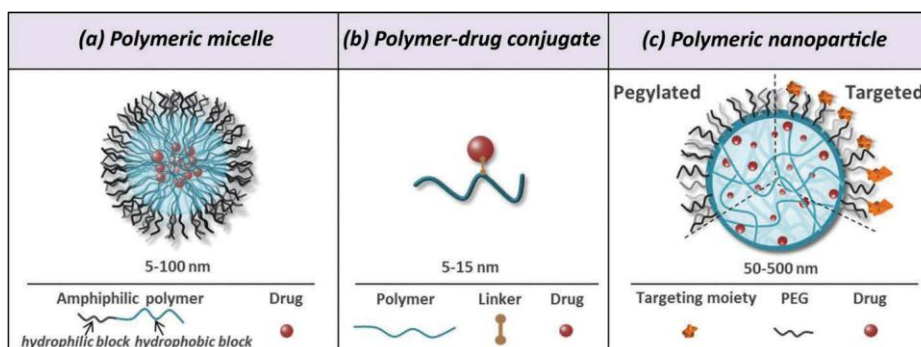 (a) Polymeric micelle
(b) Polymer-drug conjugate
(c) Polymeric nanoparticle
Pegylated
Targeted
5-100 nm
5-15 nm
50-500 nm
Amphiphilic polymer
Drug
hydrophilic block
hydrophobic block
Polymer
Linker
Drug
Targeting moiety
PEG
Drug